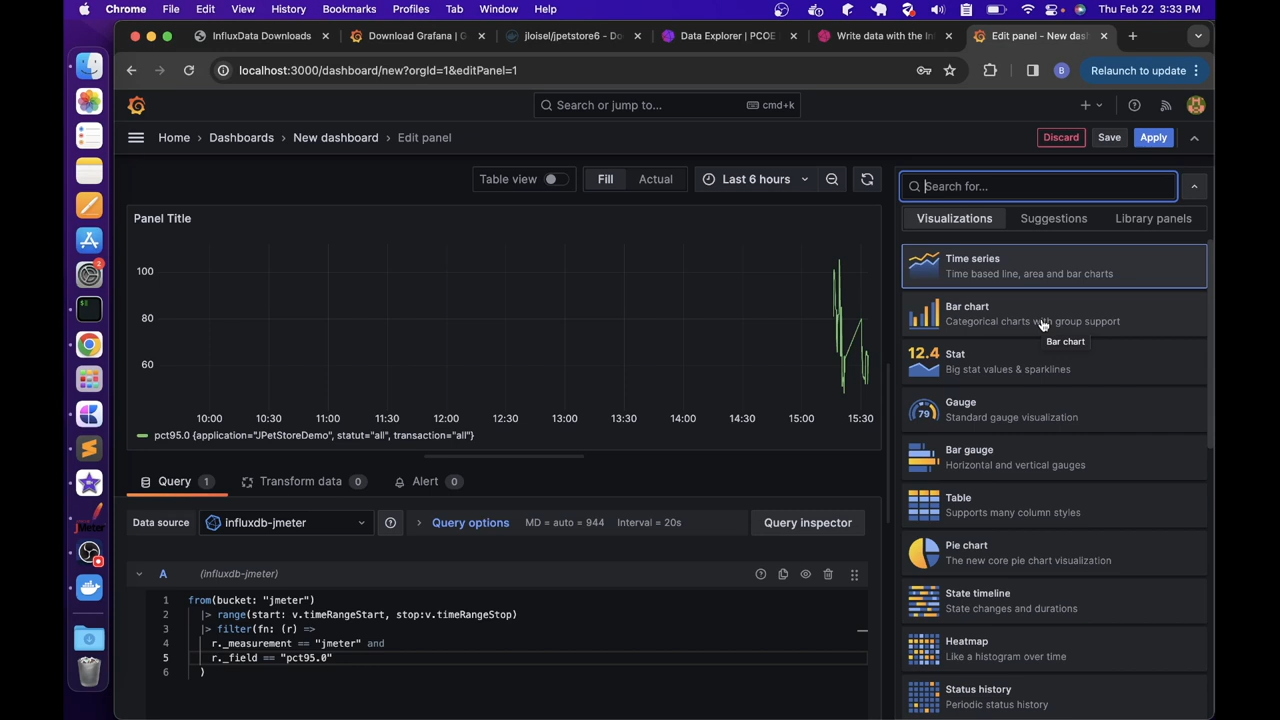 Chrome File Edit View History Bookmarks Profiles Tab Window Help Thu Feb 22 3:33 PM
InfluxData Downloads Download Grafana | G jloisel/jpetstore6 - Do Data Explorer | PCOE Write data with the In Edit panel - New das
localhost:3000/dashboard/new?orgId=1&editPanel=1 B Relaunch to update
Search or jump to... cmd+k
Home › Dashboards › New dashboard › Edit panel Discard Save Apply
Table view Fill Actual Last 6 hours
Search for...
Visualizations Suggestions Library panels
Panel Title
100
80
60
10:00 10:30 11:00 11:30 12:00 12:30 13:00 13:30 14:00 14:30 15:00 15:30
pct95.0 {application="JPetStoreDemo", statut="all", transaction="all"}
Time series
Time based line, area and bar charts
Bar chart
Categorical charts with group support
Bar chart
12.4 Stat
Big stat values & sparklines
79 Gauge
Standard gauge visualization
Bar gauge
Horizontal and vertical gauges
Table
Supports many column styles
Pie chart
The new core pie chart visualization
State timeline
State changes and durations
Heatmap
Like a histogram over time
Status history
Periodic status history
Query 1 Transform data 0 Alert 0
Data source influxdb-jmeter Query options MD = auto = 944 Interval = 20s Query inspector
A (influxdb-jmeter)
1 from(bucket: "jmeter")
2 |> range(start: v.timeRangeStart, stop:v.timeRangeStop)
3 |> filter(fn: (r) =>
4 r._measurement == "jmeter" and
5 r._field == "pct95.0"
6 )
2
JMeter